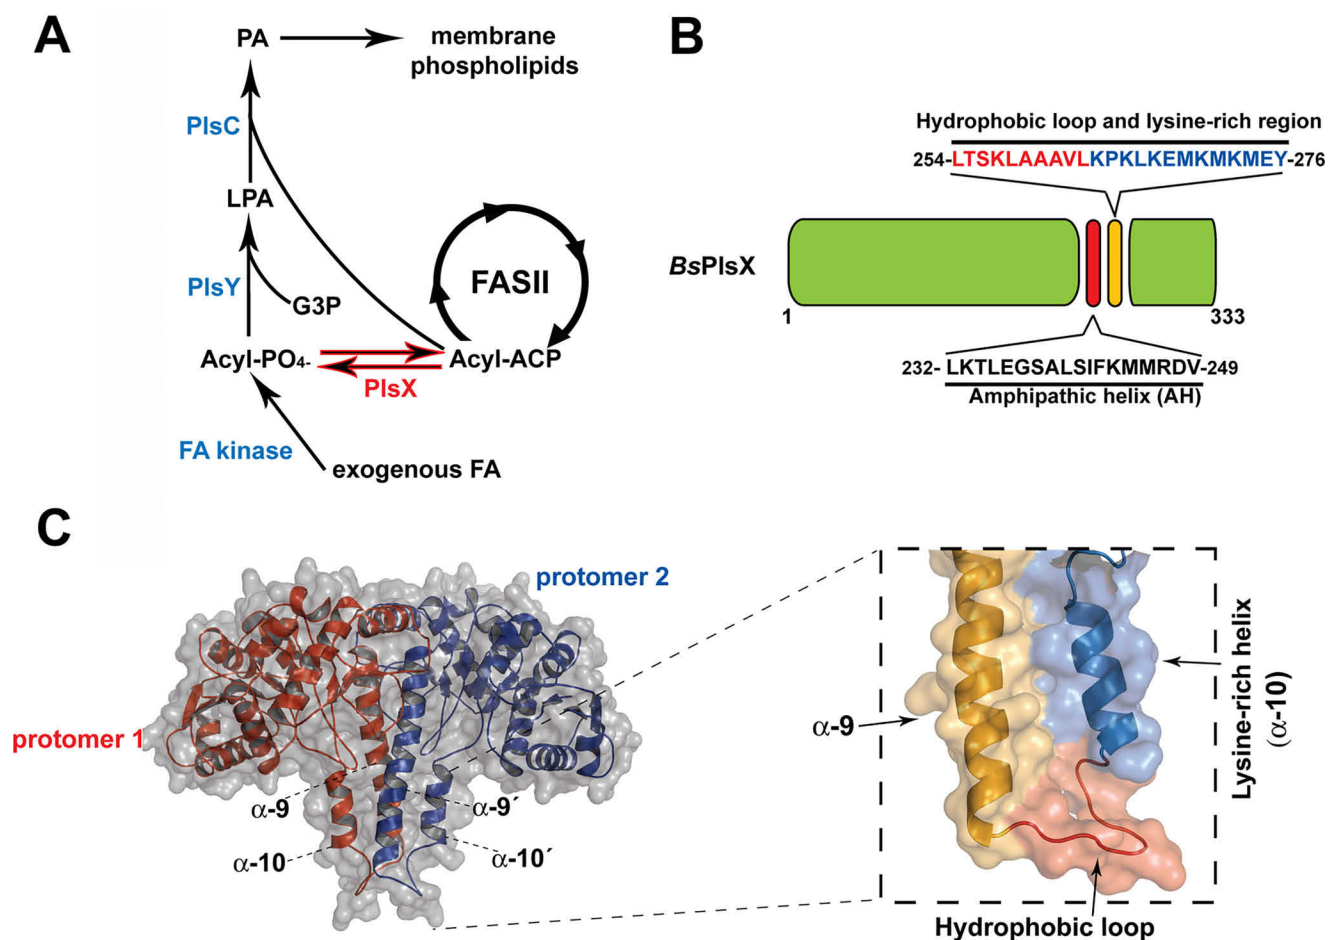 A
PA
membrane
phospholipids
PlsC
LPA
FASII
PlsY
G3P
Acyl-PO4-
Acyl-ACP
PlsX
FA kinase
exogenous FA
B
Hydrophobic loop and lysine-rich region
254-LTSKLAAAVLKPKLKEMKMKMEY-276
BsPlsX
1
333
232- LKTLEGSALSIFKMMRDV-249
Amphipathic helix (AH)
C
protomer 2
protomer 1
α-9
α-9´
α-10
α-10´
α-9
Lysine-rich helix
(α-10)
Hydrophobic loop